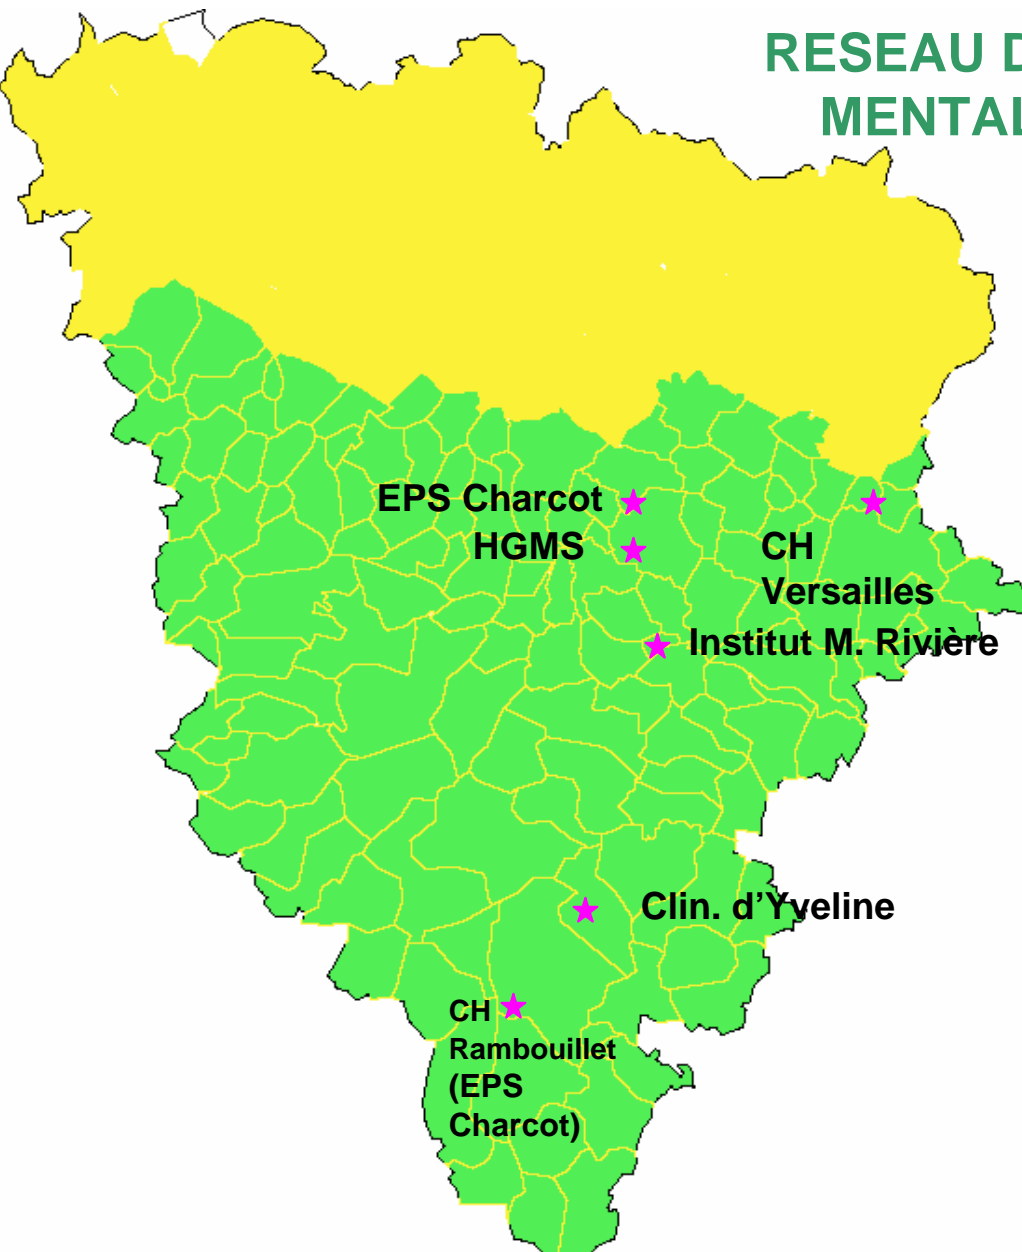 RESEAU D
MENTAL
EPS Charcot
HGMS
CH
Versailles
Institut M. Rivière
Clin. d’Yveline
CH
Rambouillet
(EPS
Charcot)